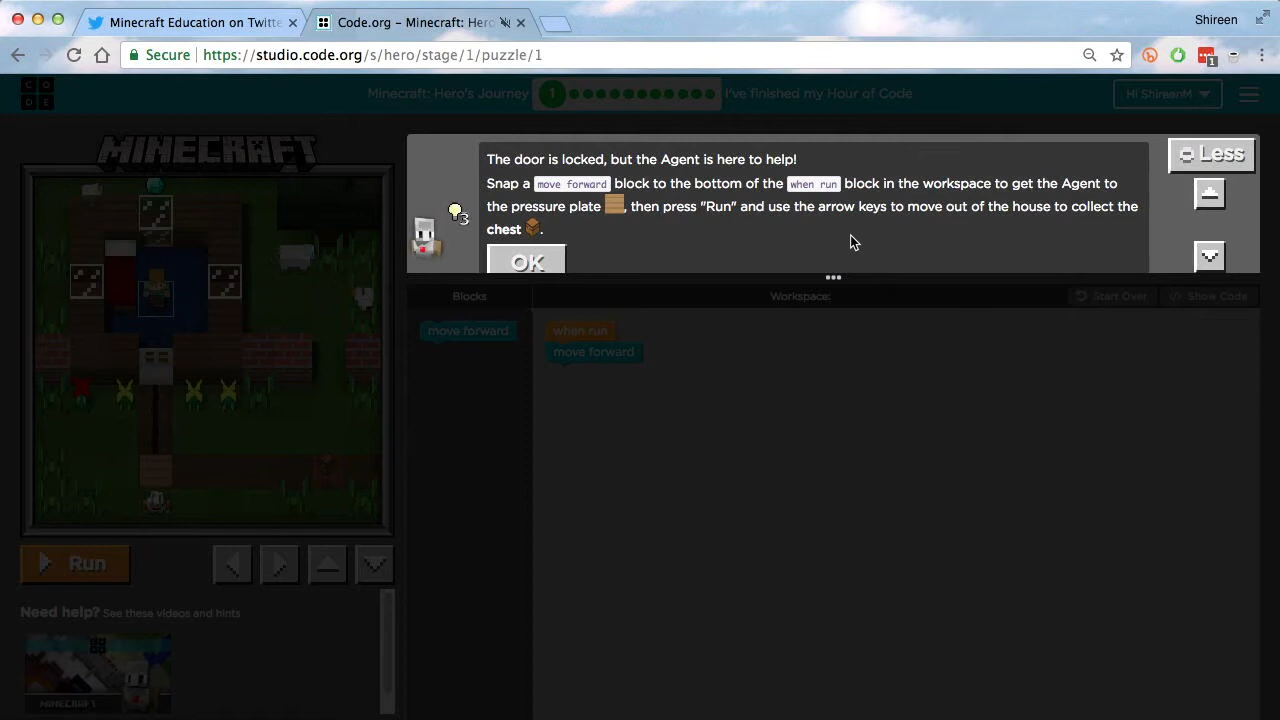 Minecraft Education on Twitte
Code.org – Minecraft: Hero
Shireen
Secure
https://studio.code.org/s/hero/stage/1/puzzle/1
1
CODE
Minecraft: Hero's Journey
1
I've finished my Hour of Code
Hi ShireenM
MINECRAFT
The door is locked, but the Agent is here to help!
Snap a move forward block to the bottom of the when run block in the workspace to get the Agent to
the pressure plate , then press "Run" and use the arrow keys to move out of the house to collect the
chest .
3
OK
Less
Blocks
Workspace:
Start Over
Show Code
move forward
when run
move forward
Run
Need help? See these videos and hints
MINECRAFT